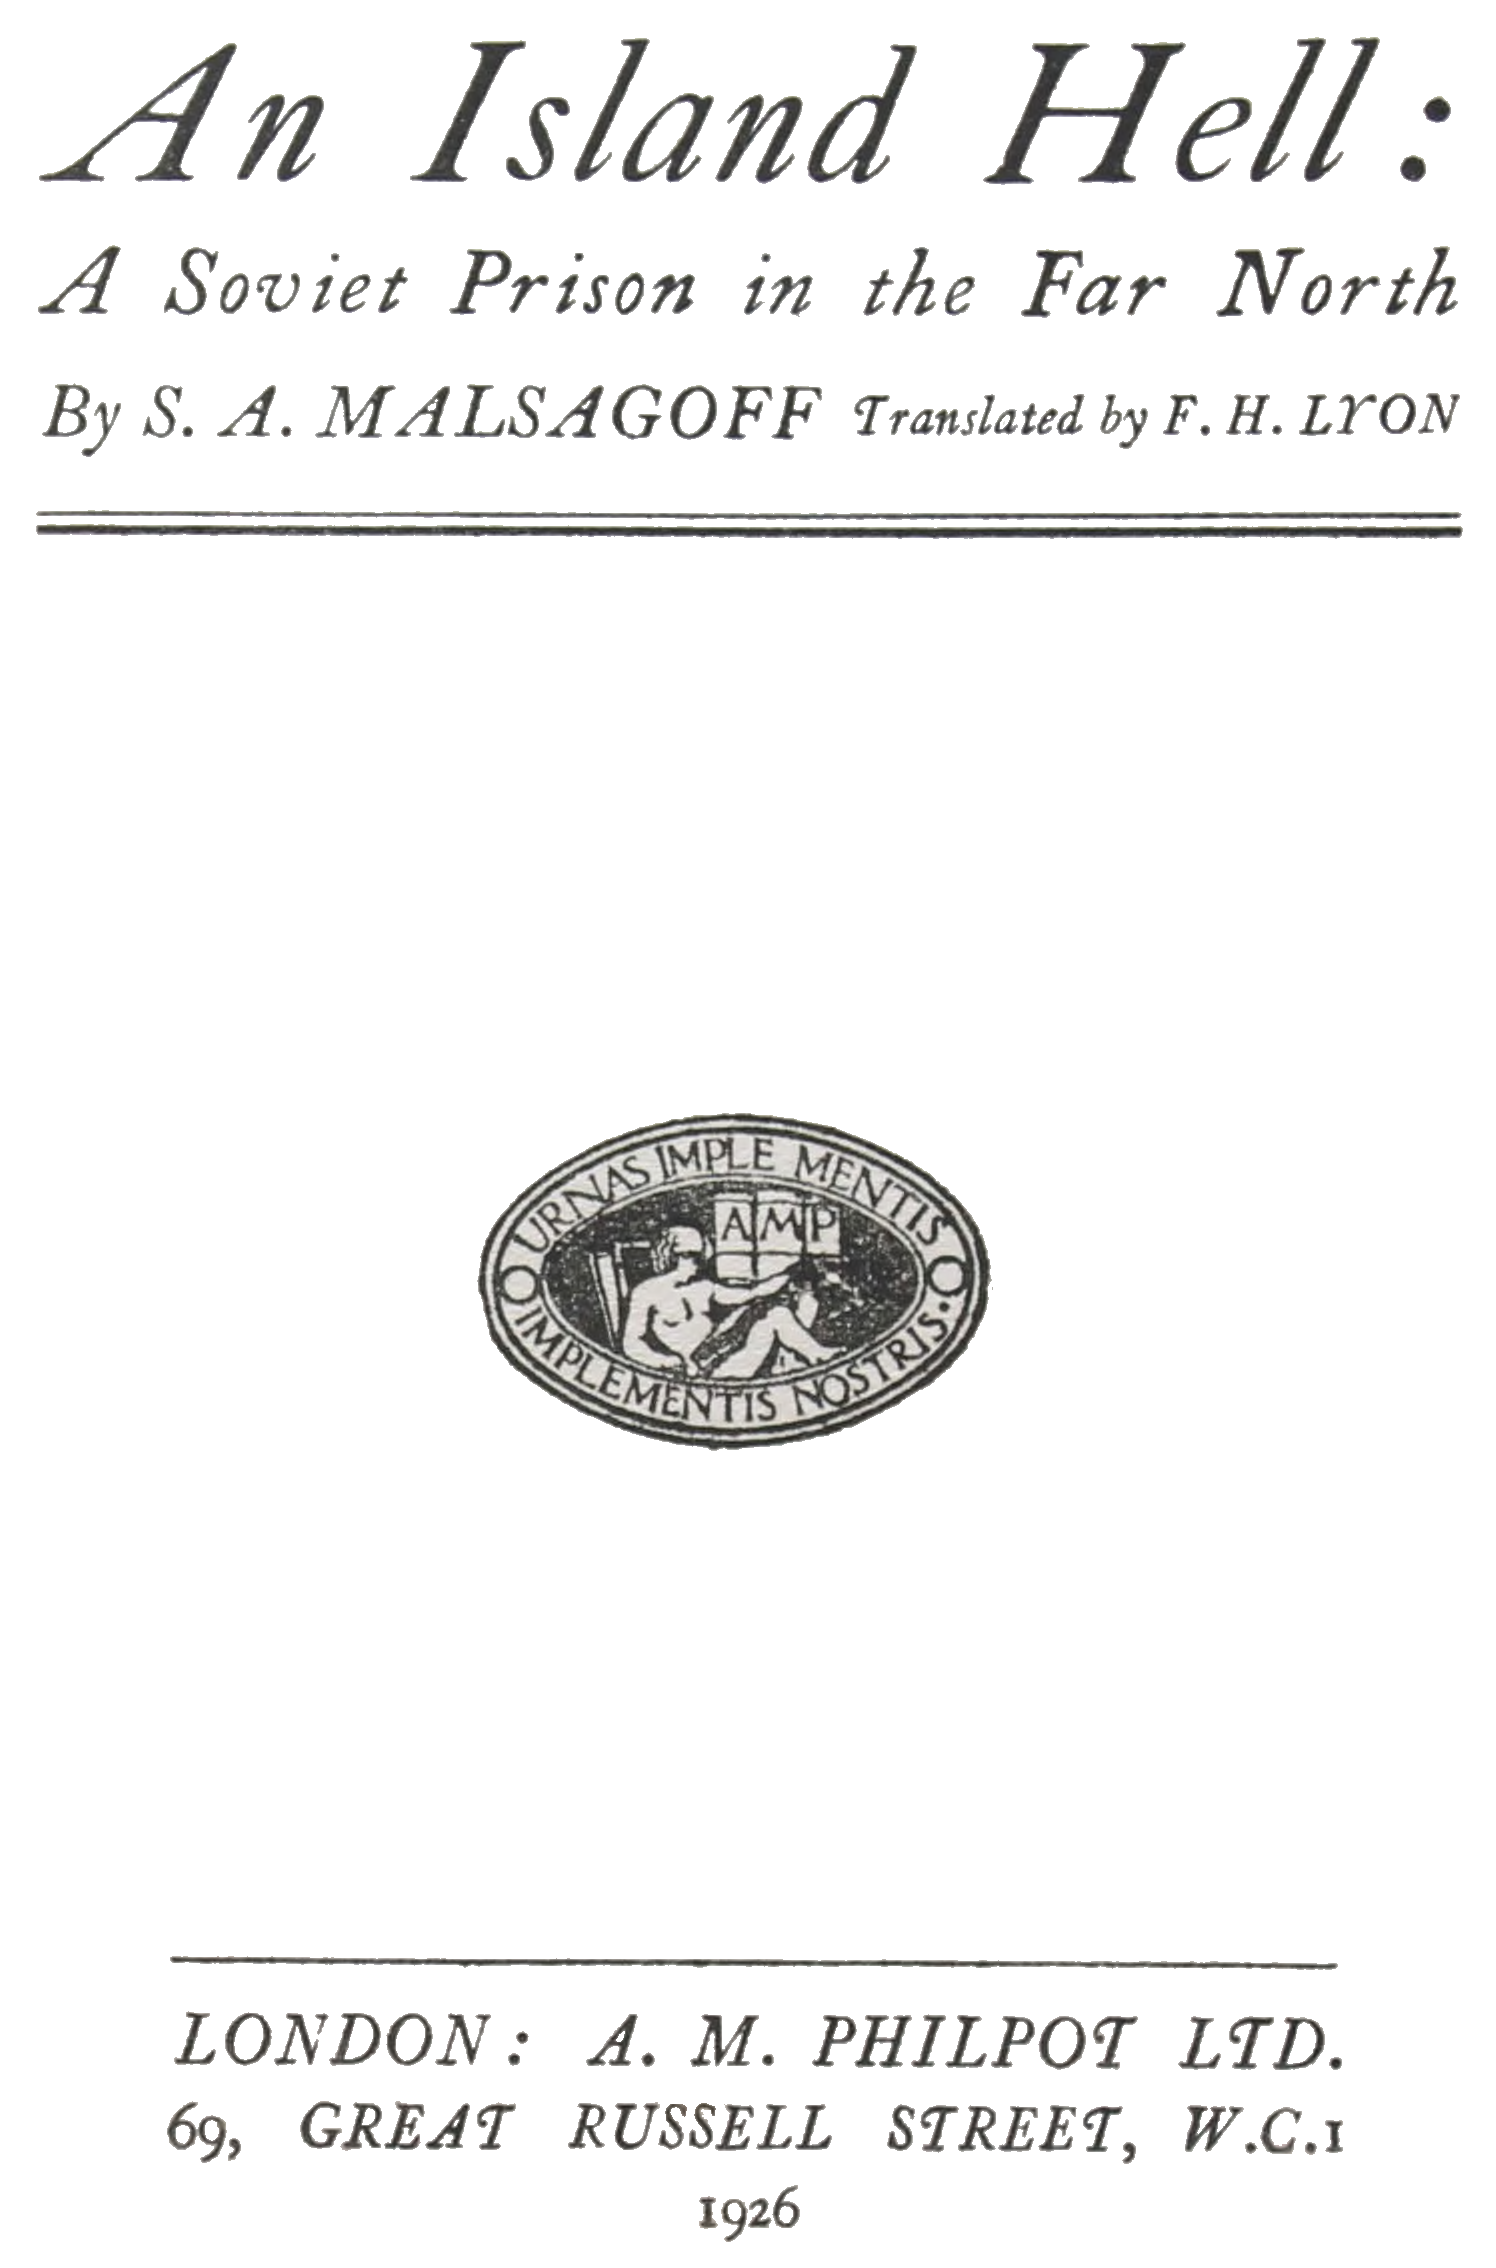 An Island Hell:
A Soviet Prison in the Far North
By S. A. MALSAGOFF Translated by F. H. LYON
URNAS IMPLE MENTIS
AMP
IMPLEMENTIS NOSTRIS.
LONDON: A. M. PHILPOT LTD.
69, GREAT RUSSELL STREET, W.C.1
1926